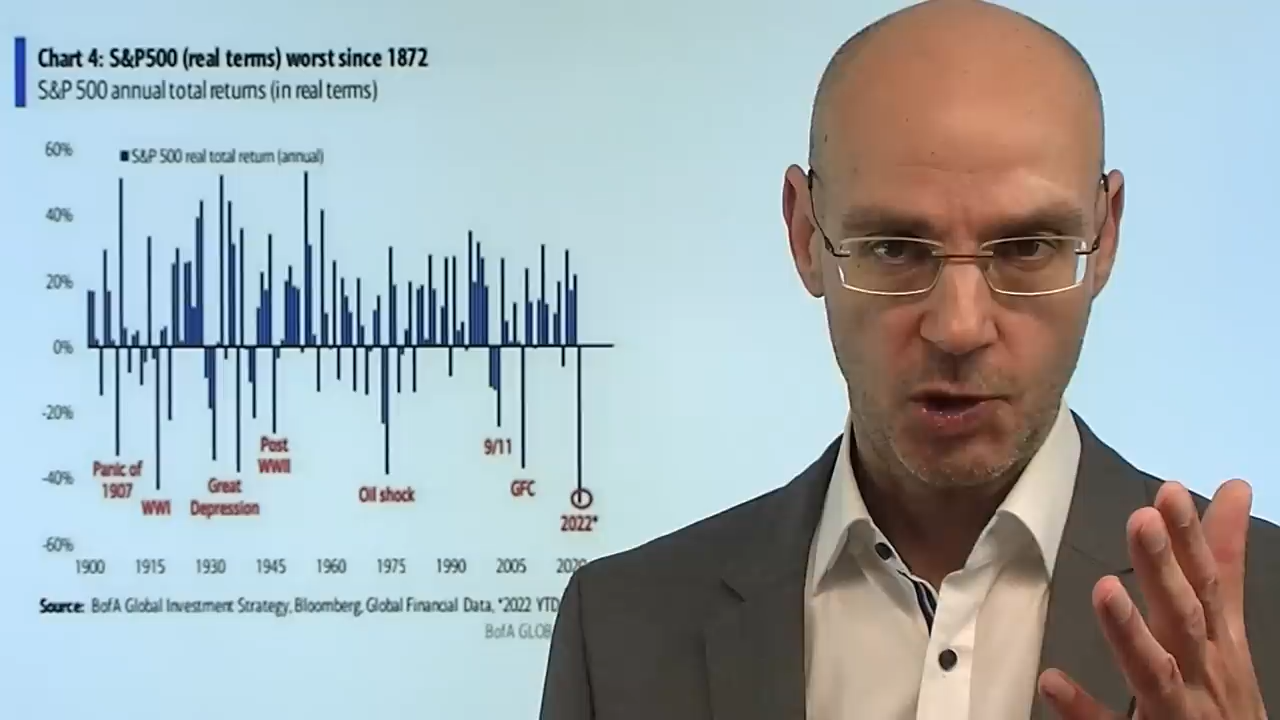 Chart 4: S&P500 (real terms) worst since 1872
S&P 500 annual total returns (in real terms)
60%
S&P 500 real total return (annual)
40%
20%
0%
-20%
-40%
-60%
Panic of
1907
WWI
Great
Depression
Post
WWII
Oil shock
9/11
GFC
2022*
1900 1915 1930 1945 1960 1975 1990 2005 2020
Source: BofA Global Investment Strategy, Bloomberg, Global Financial Data, *2022 YTD
BofA GLOB